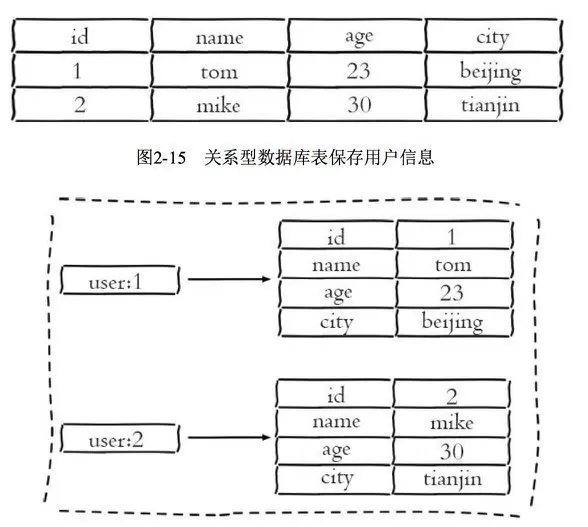 id name age city
1 tom 23 beijing
2 mike 30 tianjin
图2-15 关系型数据库表保存用户信息
user:1
id 1
name tom
age 23
city beijing
user:2
id 2
name mike
age 30
city tianjin